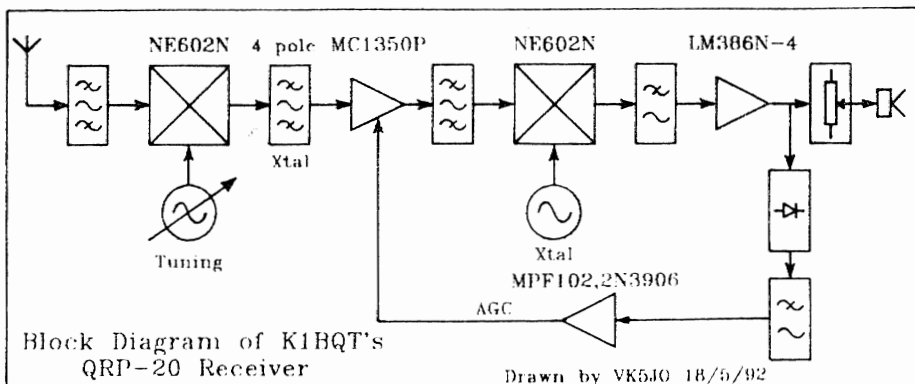 NE602N 4 pole MC1350P NE602N LM386N-4
Xtal
Tuning
Xtal
MPF102,2N3906
AGC
Block Diagram of K1BQT's
QRP-20 Receiver
Drawn by VK5JO 18/5/92